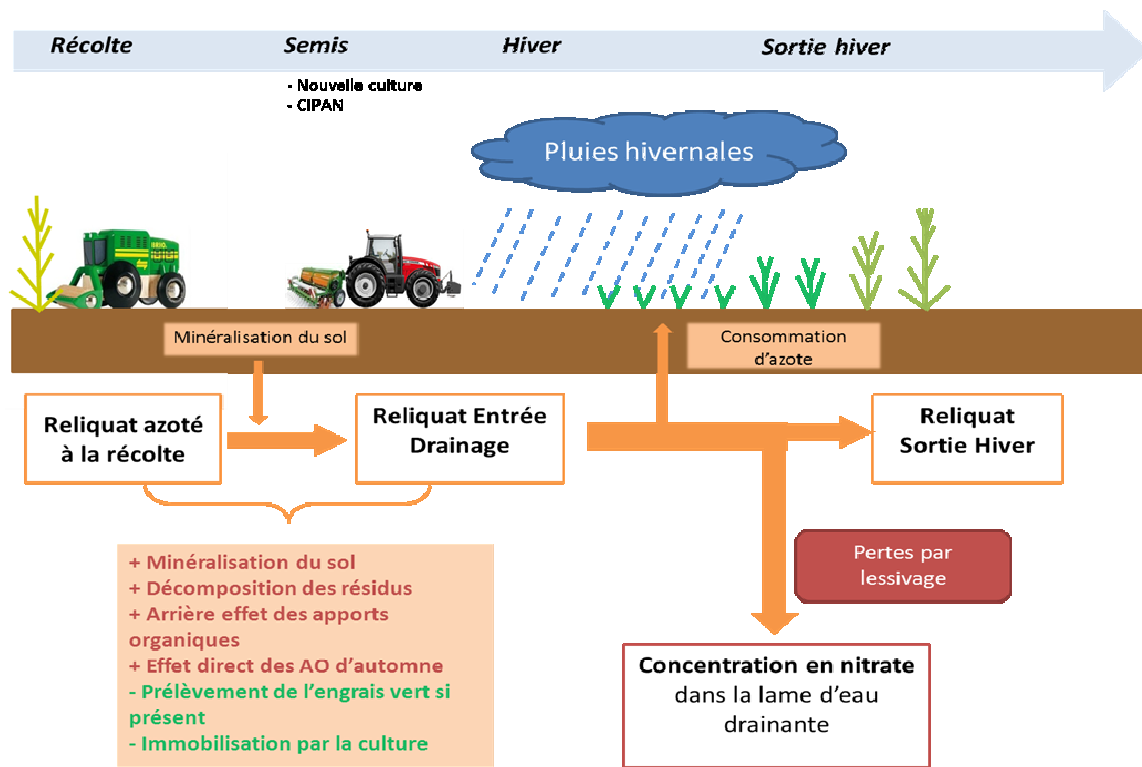 Récolte
Semis
Hiver
Sortie hiver
- Nouvelle culture
- CIPAN
Pluies hivernales
BRIO
Minéralisation du sol
Consommation
d'azote
Reliquat azoté
à la récolte
Reliquat Entrée
Drainage
Reliquat
Sortie Hiver
+ Minéralisation du sol
+ Décomposition des résidus
+ Arrière effet des apports
organiques
+ Effet direct des AO d'automne
- Prélèvement de l'engrais vert si
présent
- Immobilisation par la culture
Pertes par
lessivage
Concentration en nitrate
dans la lame d'eau
drainante